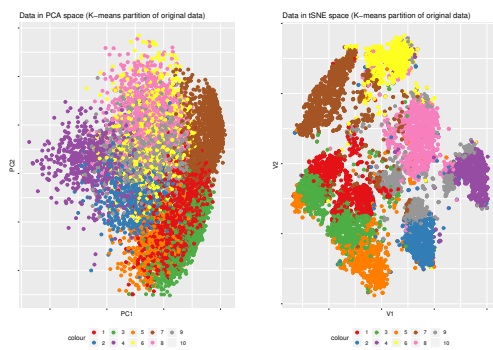 Data in PCA space (K−means partition of original data)
PC2
PC1
colour
1 3 5 7 9
2 4 6 8 10
Data in tSNE space (K−means partition of original data)
V2
V1
colour
1 3 5 7 9
2 4 6 8 10